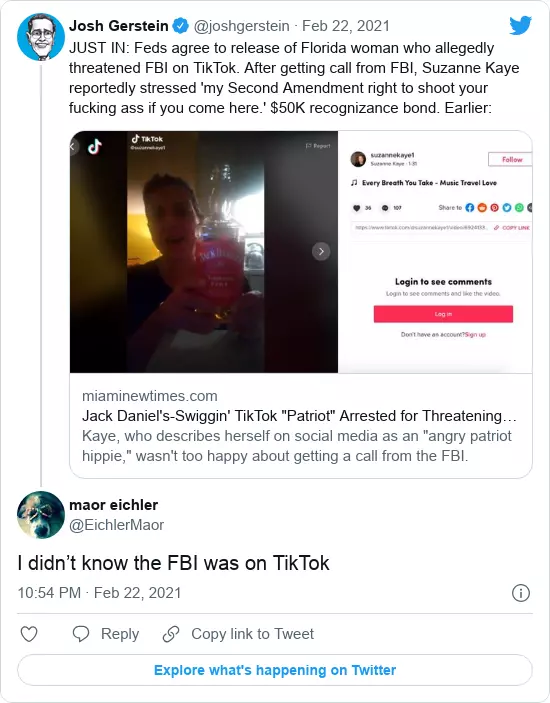 Josh Gerstein @joshgerstein · Feb 22, 2021
JUST IN: Feds agree to release of Florida woman who allegedly
threatened FBI on TikTok. After getting call from FBI, Suzanne Kaye
reportedly stressed 'my Second Amendment right to shoot your
fucking ass if you come here.' $50K recognizance bond. Earlier:
TikTok
@suzannekaye1
Report
suzannekaye1
Suzanne Kaye · 1-31
Follow
Every Breath You Take - Music Travel Love
36 107 Share to
COPY LINK
Login to see comments
Login to see comments and like the video.
Log in
Don't have an account? Sign up
miaminewtimes.com
Jack Daniel's-Swiggin' TikTok "Patriot" Arrested for Threatening…
Kaye, who describes herself on social media as an "angry patriot
hippie," wasn't too happy about getting a call from the FBI.
maor eichler
@EichlerMaor
I didn’t know the FBI was on TikTok
10:54 PM · Feb 22, 2021
Reply Copy link to Tweet
Explore what's happening on Twitter